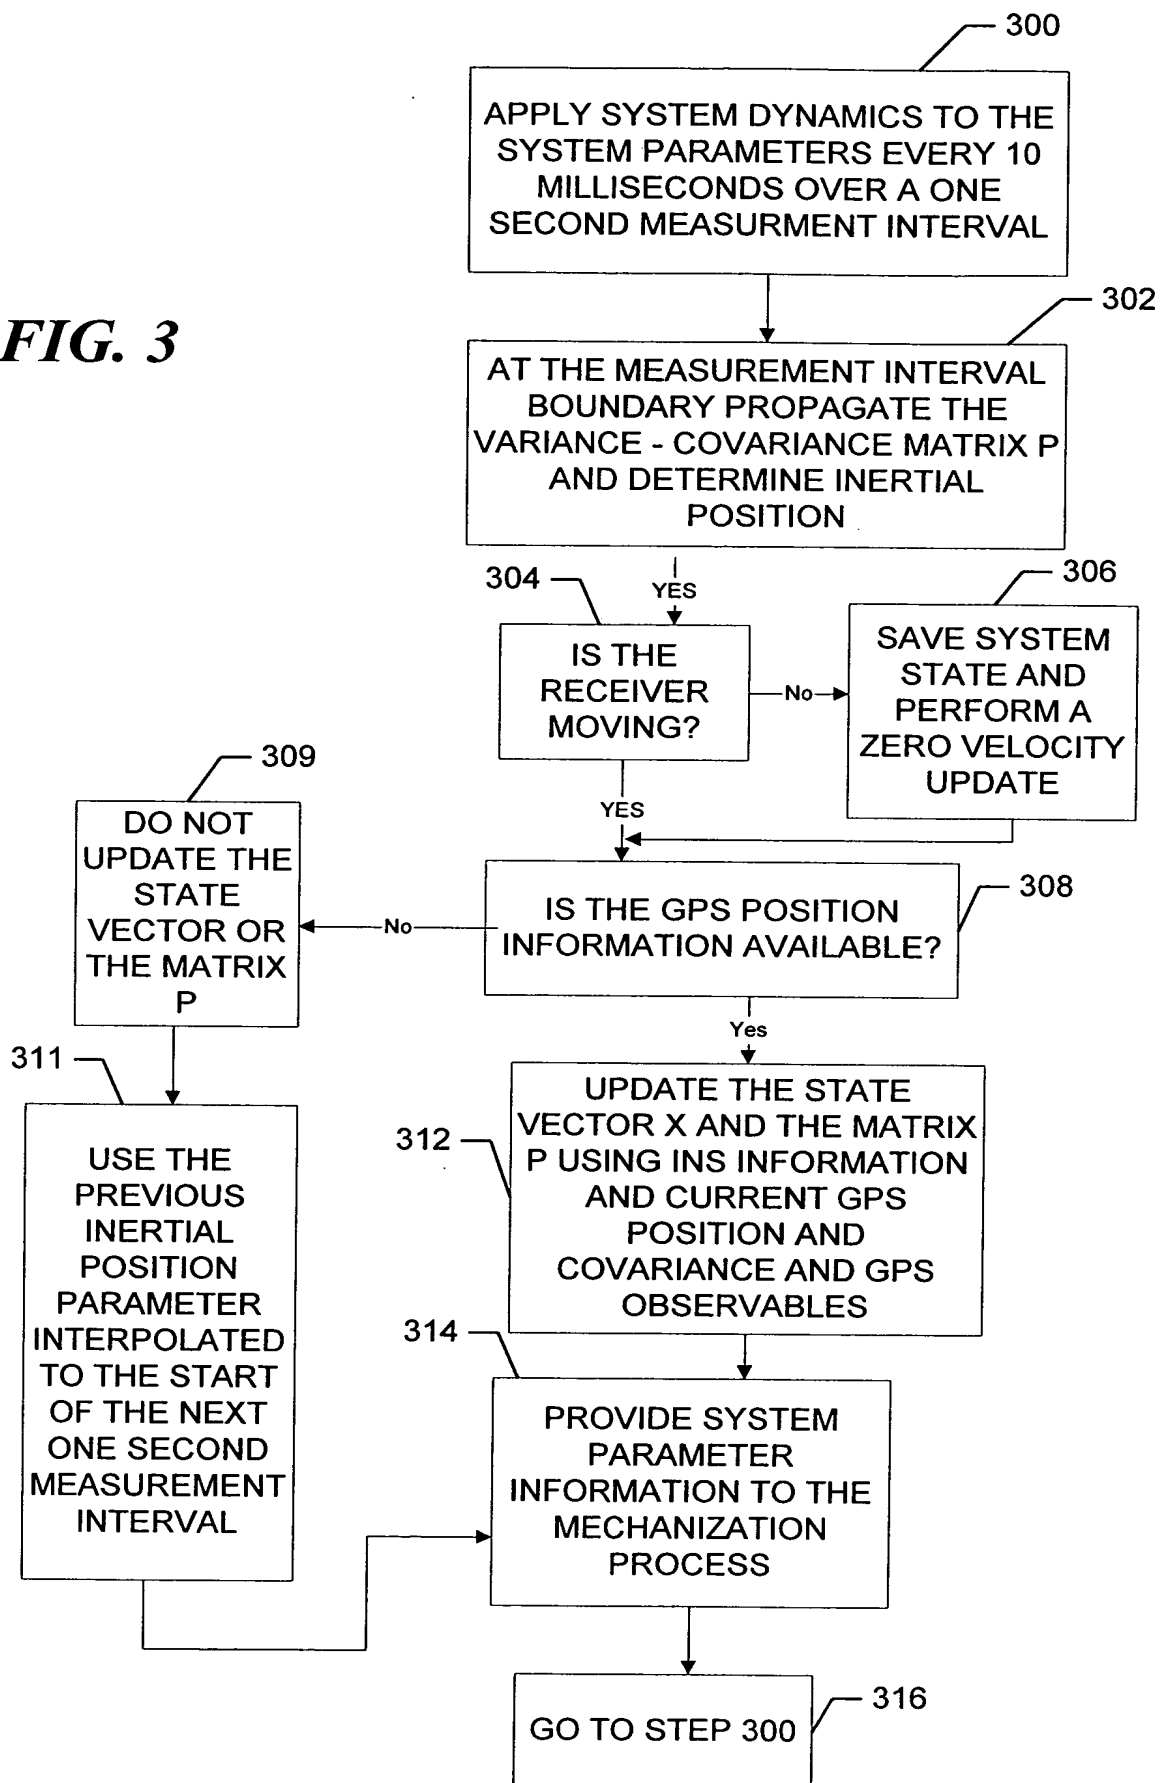 300
APPLY SYSTEM DYNAMICS TO THE
SYSTEM PARAMETERS EVERY 10
MILLISECONDS OVER A ONE
SECOND MEASURMENT INTERVAL
FIG. 3
302
AT THE MEASUREMENT INTERVAL
BOUNDARY PROPAGATE THE
VARIANCE - COVARIANCE MATRIX P
AND DETERMINE INERTIAL
POSITION
YES
304
IS THE
RECEIVER
MOVING?
No
306
SAVE SYSTEM
STATE AND
PERFORM A
ZERO VELOCITY
UPDATE
YES
308
IS THE GPS POSITION
INFORMATION AVAILABLE?
No
309
DO NOT
UPDATE THE
STATE
VECTOR OR
THE MATRIX
P
311
USE THE
PREVIOUS
INERTIAL
POSITION
PARAMETER
INTERPOLATED
TO THE START
OF THE NEXT
ONE SECOND
MEASUREMENT
INTERVAL
Yes
312
UPDATE THE STATE
VECTOR X AND THE MATRIX
P USING INS INFORMATION
AND CURRENT GPS
POSITION AND
COVARIANCE AND GPS
OBSERVABLES
314
PROVIDE SYSTEM
PARAMETER
INFORMATION TO THE
MECHANIZATION
PROCESS
316
GO TO STEP 300